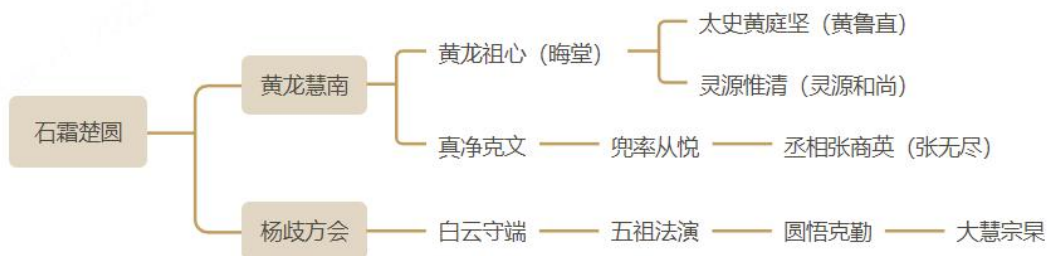 太史黄庭坚（黄鲁直）
黄龙祖心（晦堂）
黄龙慧南
灵源惟清（灵源和尚）
石霜楚圆
真净克文
兜率从悦
丞相张商英（张无尽）
杨歧方会
白云守端
五祖法演
圆悟克勤
大慧宗杲